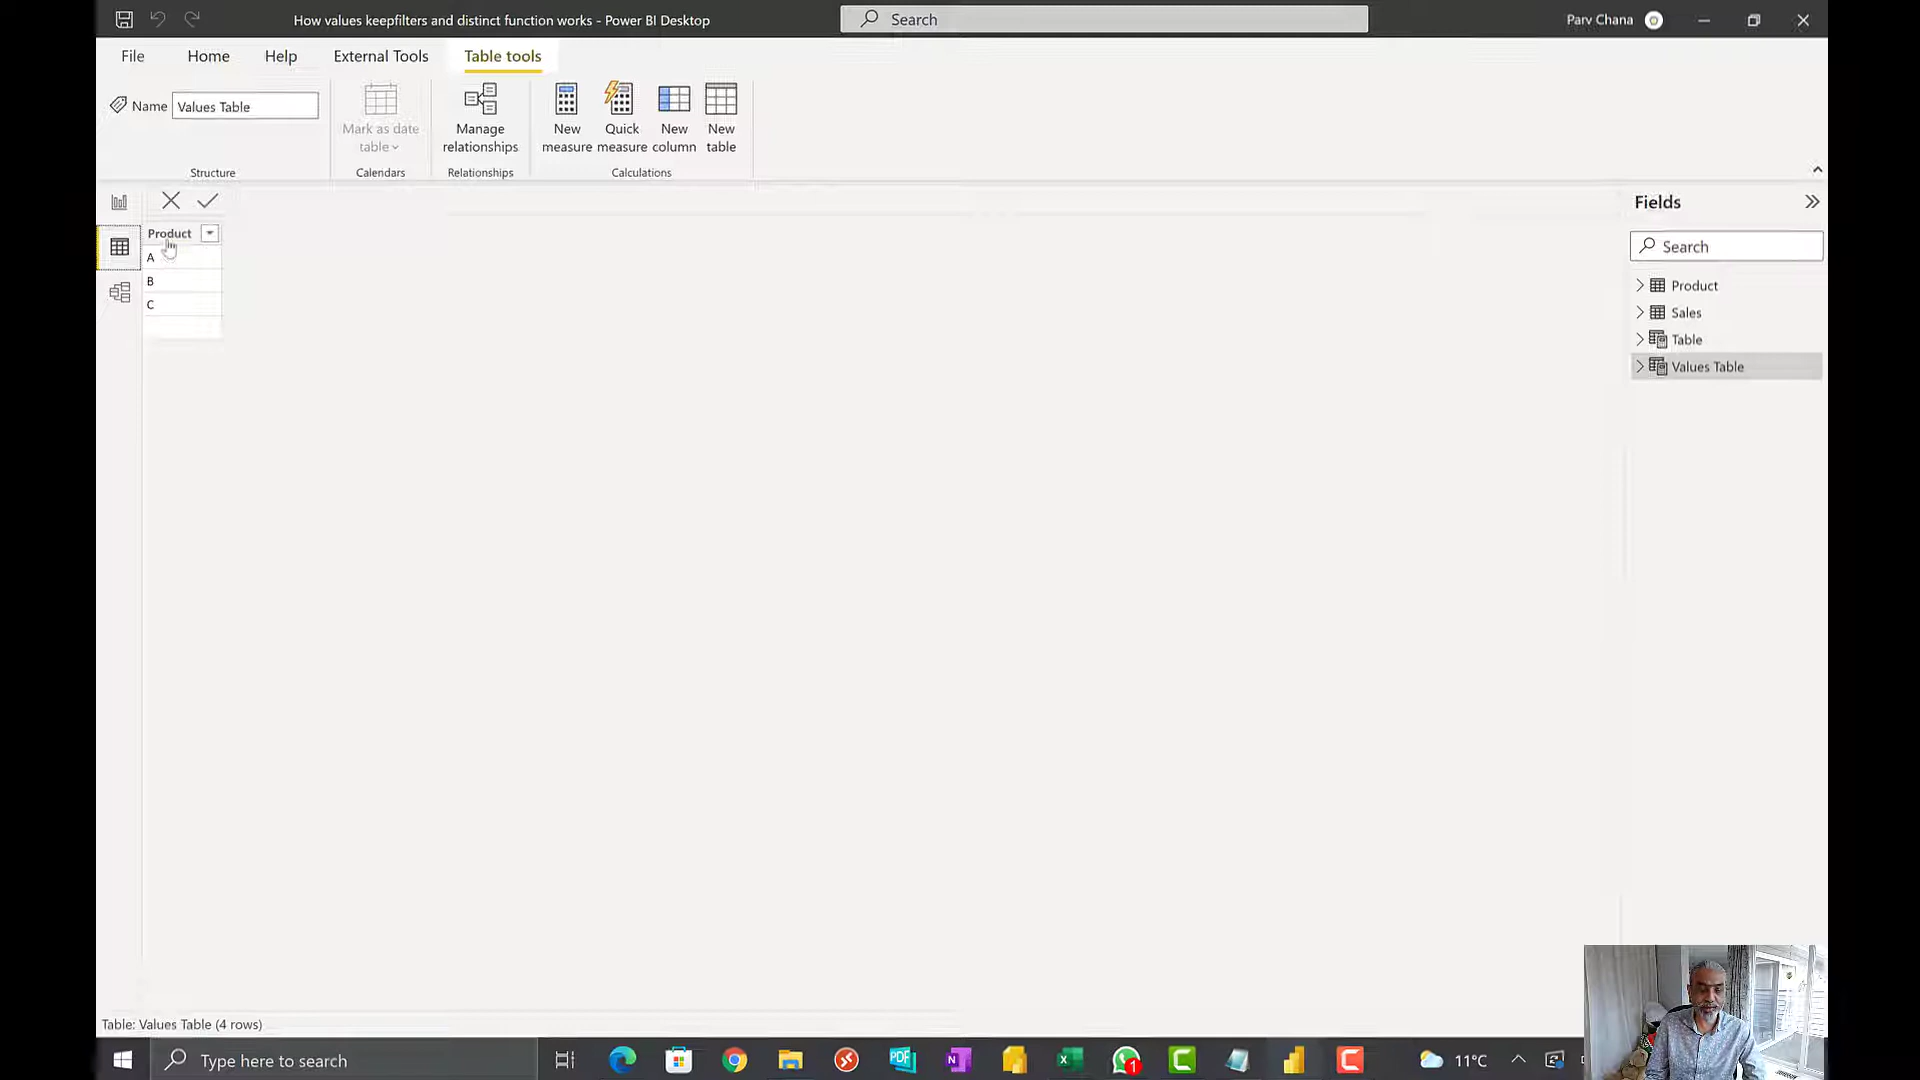 How values keepfilters and distinct function works - Power BI Desktop
Search
Parv Chana
File
Home
Help
External Tools
Table tools
Name
Values Table
Mark as date
table
Manage
relationships
New
measure
Quick
measure
New
column
New
table
Structure
Calendars
Relationships
Calculations
Product
A
B
C
Fields
Search
Product
Sales
Table
Values Table
Table: Values Table (4 rows)
Type here to search
PDF
1
11°C